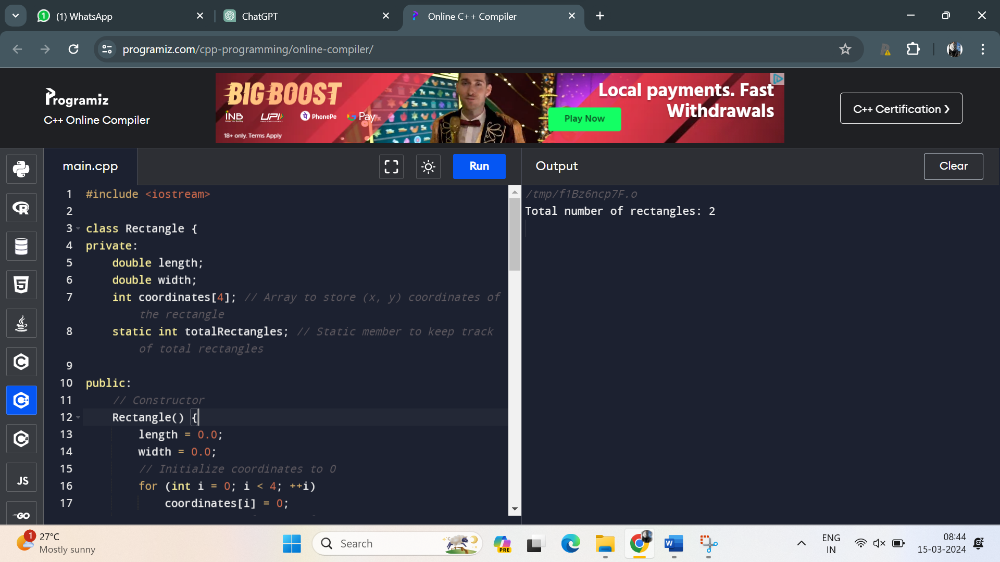 1
(1) WhatsApp
ChatGPT
Online C++ Compiler
programiz.com/cpp-programming/online-compiler/
Programiz
C++ Online Compiler
BIG BOOST
INB UPI PhonePe G Pay
18+ only. Terms Apply
Local payments. Fast
Withdrawals
Play Now
C++ Certification ❯
main.cpp
Run
Output
Clear
1 #include <iostream>
2
3 class Rectangle {
4 private:
5 double length;
6 double width;
7 int coordinates[4]; // Array to store (x, y) coordinates of
the rectangle
8 static int totalRectangles; // Static member to keep track
of total rectangles
9
10 public:
11 // Constructor
12 Rectangle() {
13 length = 0.0;
14 width = 0.0;
15 // Initialize coordinates to 0
16 for (int i = 0; i < 4; ++i)
17 coordinates[i] = 0;
/tmp/f1Bz6ncp7F.o
Total number of rectangles: 2
R
5
C
C++
C#
JS
GO
1
27°C
Mostly sunny
Search
PRE
W
ENG
IN
08:44
15-03-2024